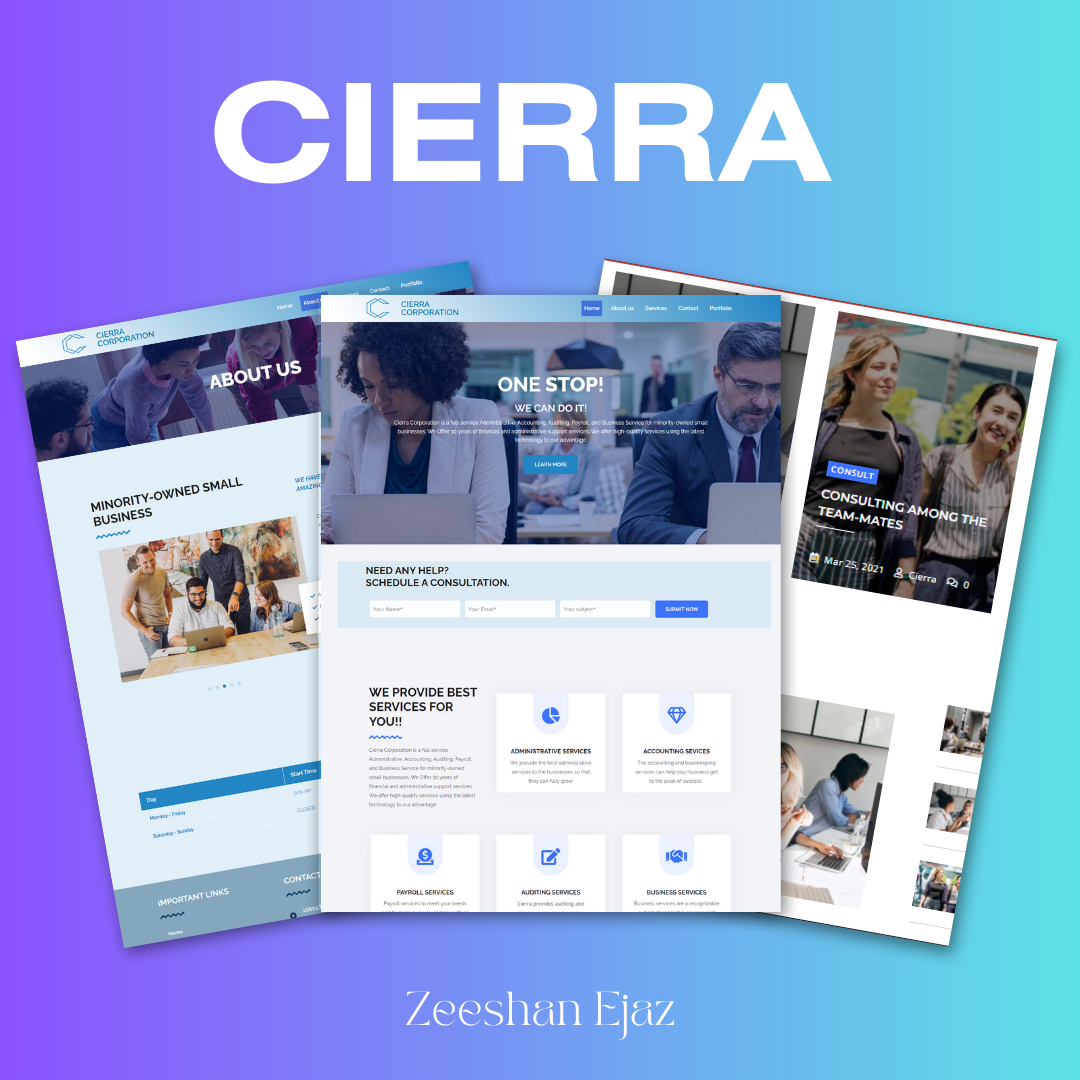 CIERRA
CIERRA
CORPORATION
Home
About
Contact
Portfolio
ABOUT US
MINORITY-OWNED SMALL
BUSINESS
WE HAVE
Day
Start Time
Monday - Friday
9:00 am
Saturday - Sunday
CLOSED
IMPORTANT LINKS
CONTACT
Home
CIERRA
CORPORATION
Home
About us
Services
Contact
Portfolio
ONE STOP!
WE CAN DO IT!
Cierra Corporation is a full-service Administrative, Accounting, Auditing, Payroll, and Business Service for minority-owned small
businesses. We Offer 30 years of financial and administrative support services. We offer high-quality services using the latest
technology to our advantage.
LEARN MORE
NEED ANY HELP?
SCHEDULE A CONSULTATION.
Your Name*
Your Email*
Your subject*
SUBMIT NOW
WE PROVIDE BEST
SERVICES FOR
YOU!!
Cierra Corporation is a full-service
Administrative, Accounting, Auditing, Payroll,
and Business Service for minority-owned
small businesses. We Offer 30 years of
financial and administrative support services.
We offer high-quality services using the latest
technology to our advantage.
ADMINISTRATIVE SERVICES
We provide the best administrative
services to the businesses so that
they can fully grow.
ACCOUNTING SEVICES
The accounting and bookkeeping
services can help your business get
to the peak of success.
PAYROLL SERVICES
Payroll services to meet your needs
AUDITING SERVICES
Cierra provides auditing and
BUSINESS SERVICES
Business services are a recognizable
CONSULT
CONSULTING AMONG THE
TEAM-MATES
Mar 25, 2021
Cierra
0
Zeeshan Ejaz